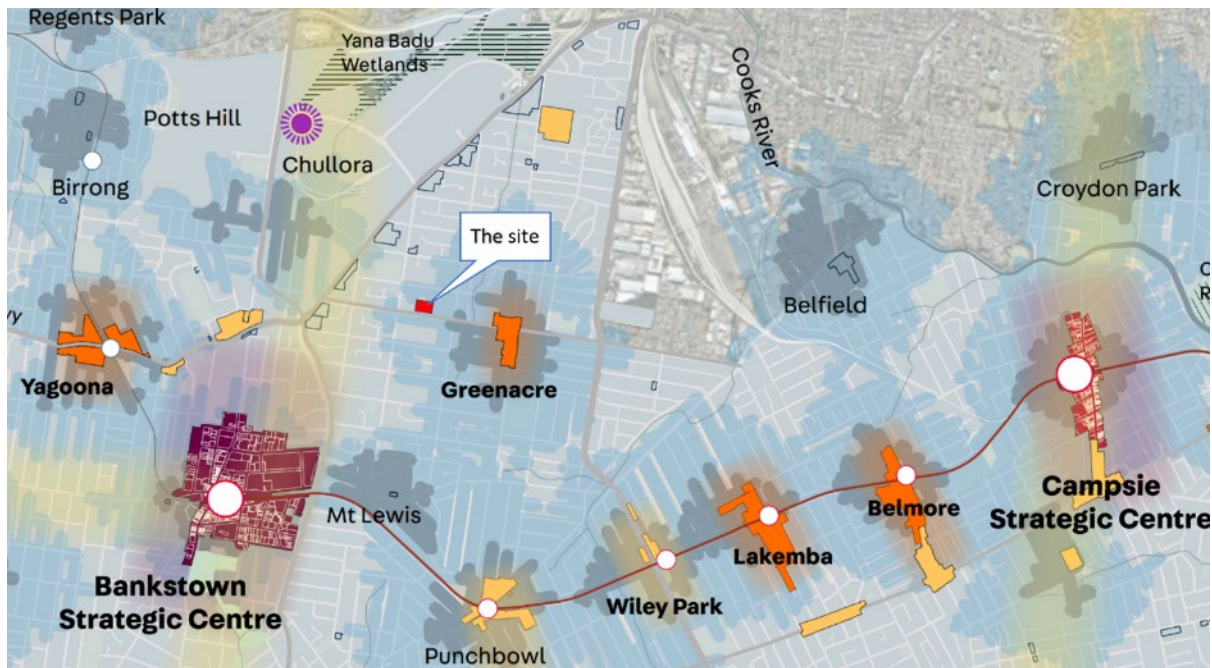 Regents Park
Yana Badu
Wetlands
Potts Hill
Cooks River
Chullora
Birrong
Croydon Park
The site
Belfield
Yagoona
Greenacre
Mt Lewis
Belmore
Campsie
Strategic Centre
Lakemba
Bankstown
Strategic Centre
Wiley Park
Punchbowl